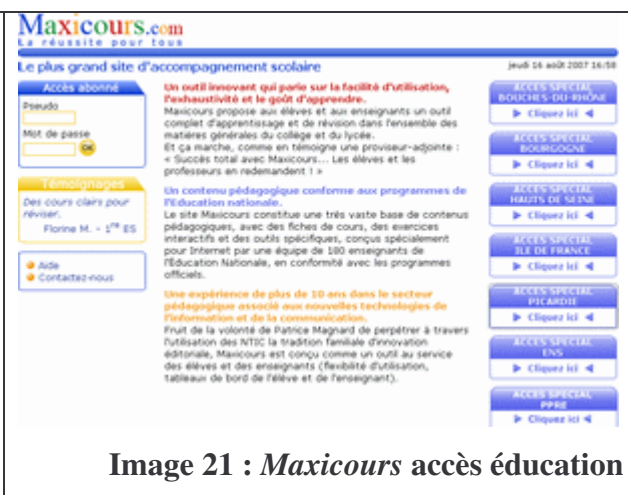 Maxicours.com
La réussite pour tous
Le plus grand site d'accompagnement scolaire
jeudi 16 août 2007 16:58
Accès abonné
Pseudo
Mot de passe
OK
Témoignages
Des cours clairs pour
réviser.
Florine M. - 1re ES
Aide
Contactez-nous
Un outil innovant qui parie sur la facilité d'utilisation,
l'exhaustivité et le goût d'apprendre.
Maxicours propose aux élèves et aux enseignants un outil
complet d'apprentissage et de révision dans l'ensemble des
matières générales du collège et du lycée.
Et ça marche, comme en témoigne une proviseur-adjointe :
« Succès total avec Maxicours... Les élèves et les
professeurs en redemandent ! »
Un contenu pédagogique conforme aux programmes de
l'Education nationale.
Le site Maxicours constitue une très vaste base de contenus
pédagogiques, avec des fiches de cours, des exercices
interactifs et des outils spécifiques, conçus spécialement
pour Internet par une équipe de 180 enseignants de
l'Éducation Nationale, en conformité avec les programmes
officiels.
Une expérience de plus de 10 ans dans le secteur
pédagogique associé aux nouvelles technologies de
l'information et de la communication.
Fruit de la volonté de Patrice Magnard de perpétrer à travers
l'utilisation des NTIC la tradition familiale d'innovation
éditoriale, Maxicours est conçu comme un outil au service
des élèves et des enseignants (flexibilité d'utilisation,
tableaux de bord de l'élève et de l'enseignant).
ACCES SPECIAL
BOUCHES-DU-RHÔNE
Cliquez ici
ACCES SPECIAL
BOURGOGNE
Cliquez ici
ACCES SPECIAL
HAUTS DE SEINE
Cliquez ici
ACCES SPECIAL
ILE DE FRANCE
Cliquez ici
ACCES SPECIAL
PICARDIE
Cliquez ici
ACCES SPECIAL
ENS
Cliquez ici
ACCES SPECIAL
PPRE
Cliquez ici
Image 21 : Maxicours accès éducation